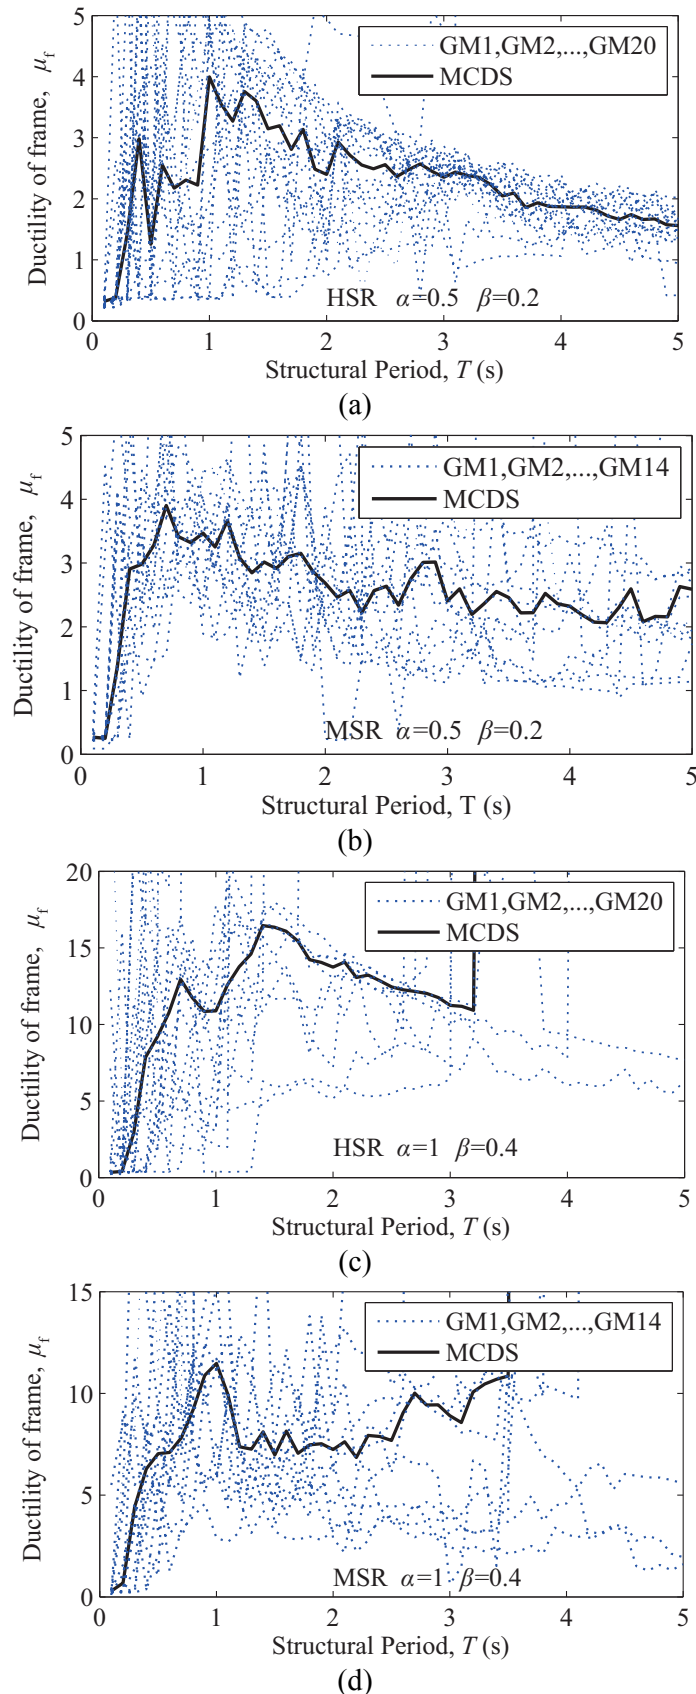 5
4
3
2
1
0
Ductility of frame, μf
GM1,GM2,...,GM20
MCDS
HSR α=0.5 β=0.2
0 1 2 3 4 5
Structural Period, T (s)
(a)
5
4
3
2
1
0
Ductility of frame, μf
GM1,GM2,...,GM14
MCDS
MSR α=0.5 β=0.2
0 1 2 3 4 5
Structural Period, T (s)
(b)
20
15
10
5
0
Ductility of frame, μf
GM1,GM2,...,GM20
MCDS
HSR α=1 β=0.4
0 1 2 3 4 5
Structural Period, T (s)
(c)
15
10
5
0
Ductility of frame, μf
GM1,GM2,...,GM14
MCDS
MSR α=1 β=0.4
0 1 2 3 4 5
Structural Period, T (s)
(d)